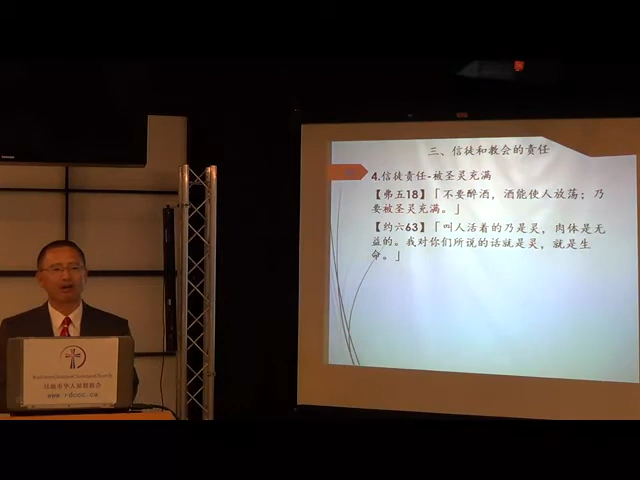 三、信徒和教会的责任
4.信徒责任-被圣灵充满
【弗五18】「不要醉酒，酒能使人放荡；乃
要被圣灵充满。」
【约六63】「叫人活着的乃是灵，肉体是无
益的。我对你们所说的话就是灵，就是生
命。」
www.rdccc.ca